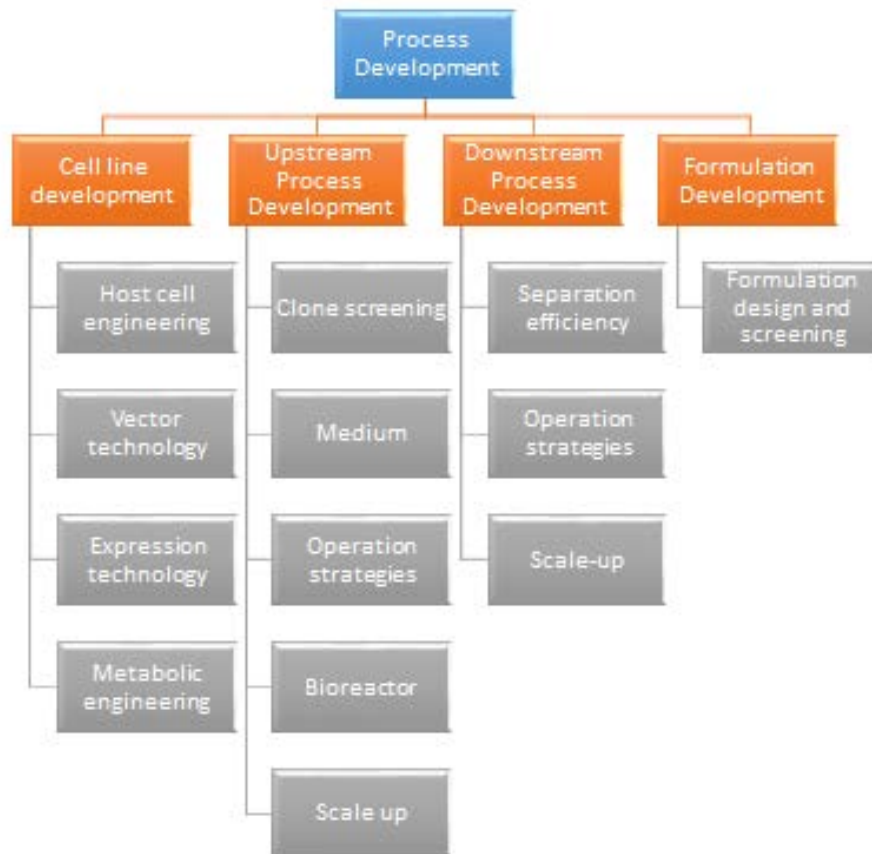 Process
Development
Cell line
development
Upstream
Process
Development
Downstream
Process
Development
Formulation
Development
Host cell
engineering
Vector
technology
Expression
technology
Metabolic
engineering
Clone screening
Medium
Operation
strategies
Bioreactor
Scale up
Separation
efficiency
Operation
strategies
Scale-up
Formulation
design and
screening